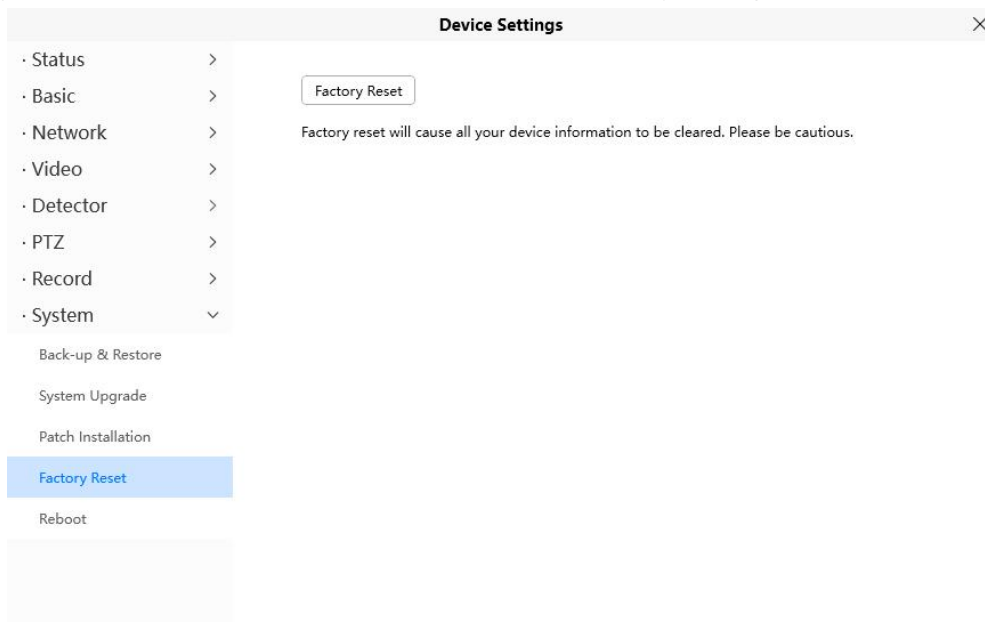 Device Settings
· Status
· Basic
· Network
· Video
· Detector
· PTZ
· Record
· System
Back-up & Restore
System Upgrade
Patch Installation
Factory Reset
Reboot
Factory Reset
Factory reset will cause all your device information to be cleared. Please be cautious.